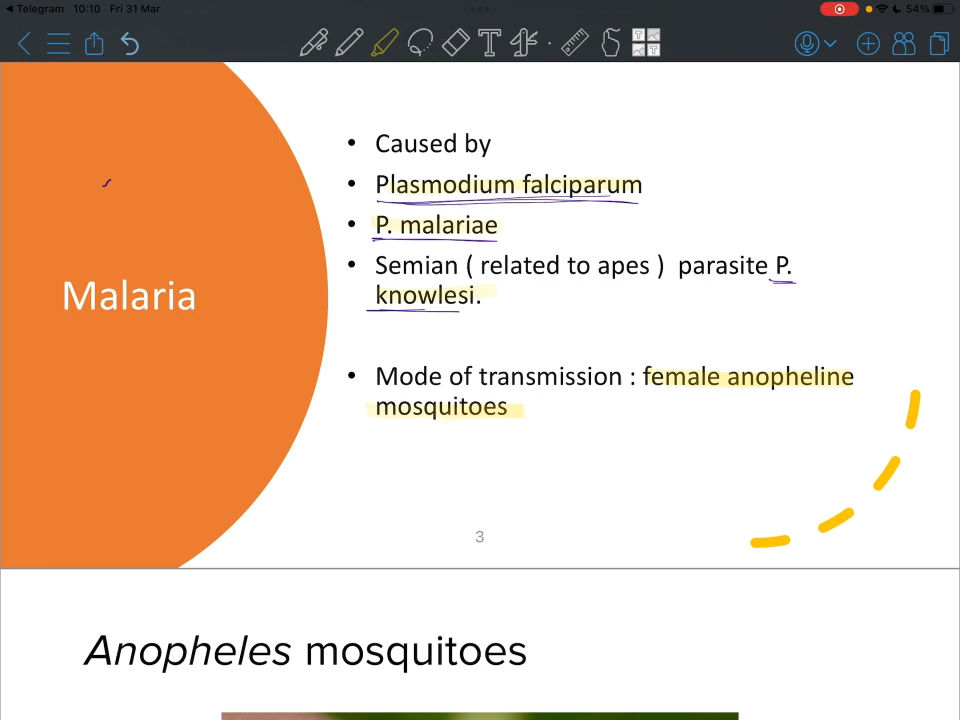 Telegram 10:10 Fri 31 Mar 54%
Malaria
• Caused by
• Plasmodium falciparum
• P. malariae
• Semian ( related to apes ) parasite P.
knowlesi.
• Mode of transmission : female anopheline
mosquitoes
3
Anopheles mosquitoes